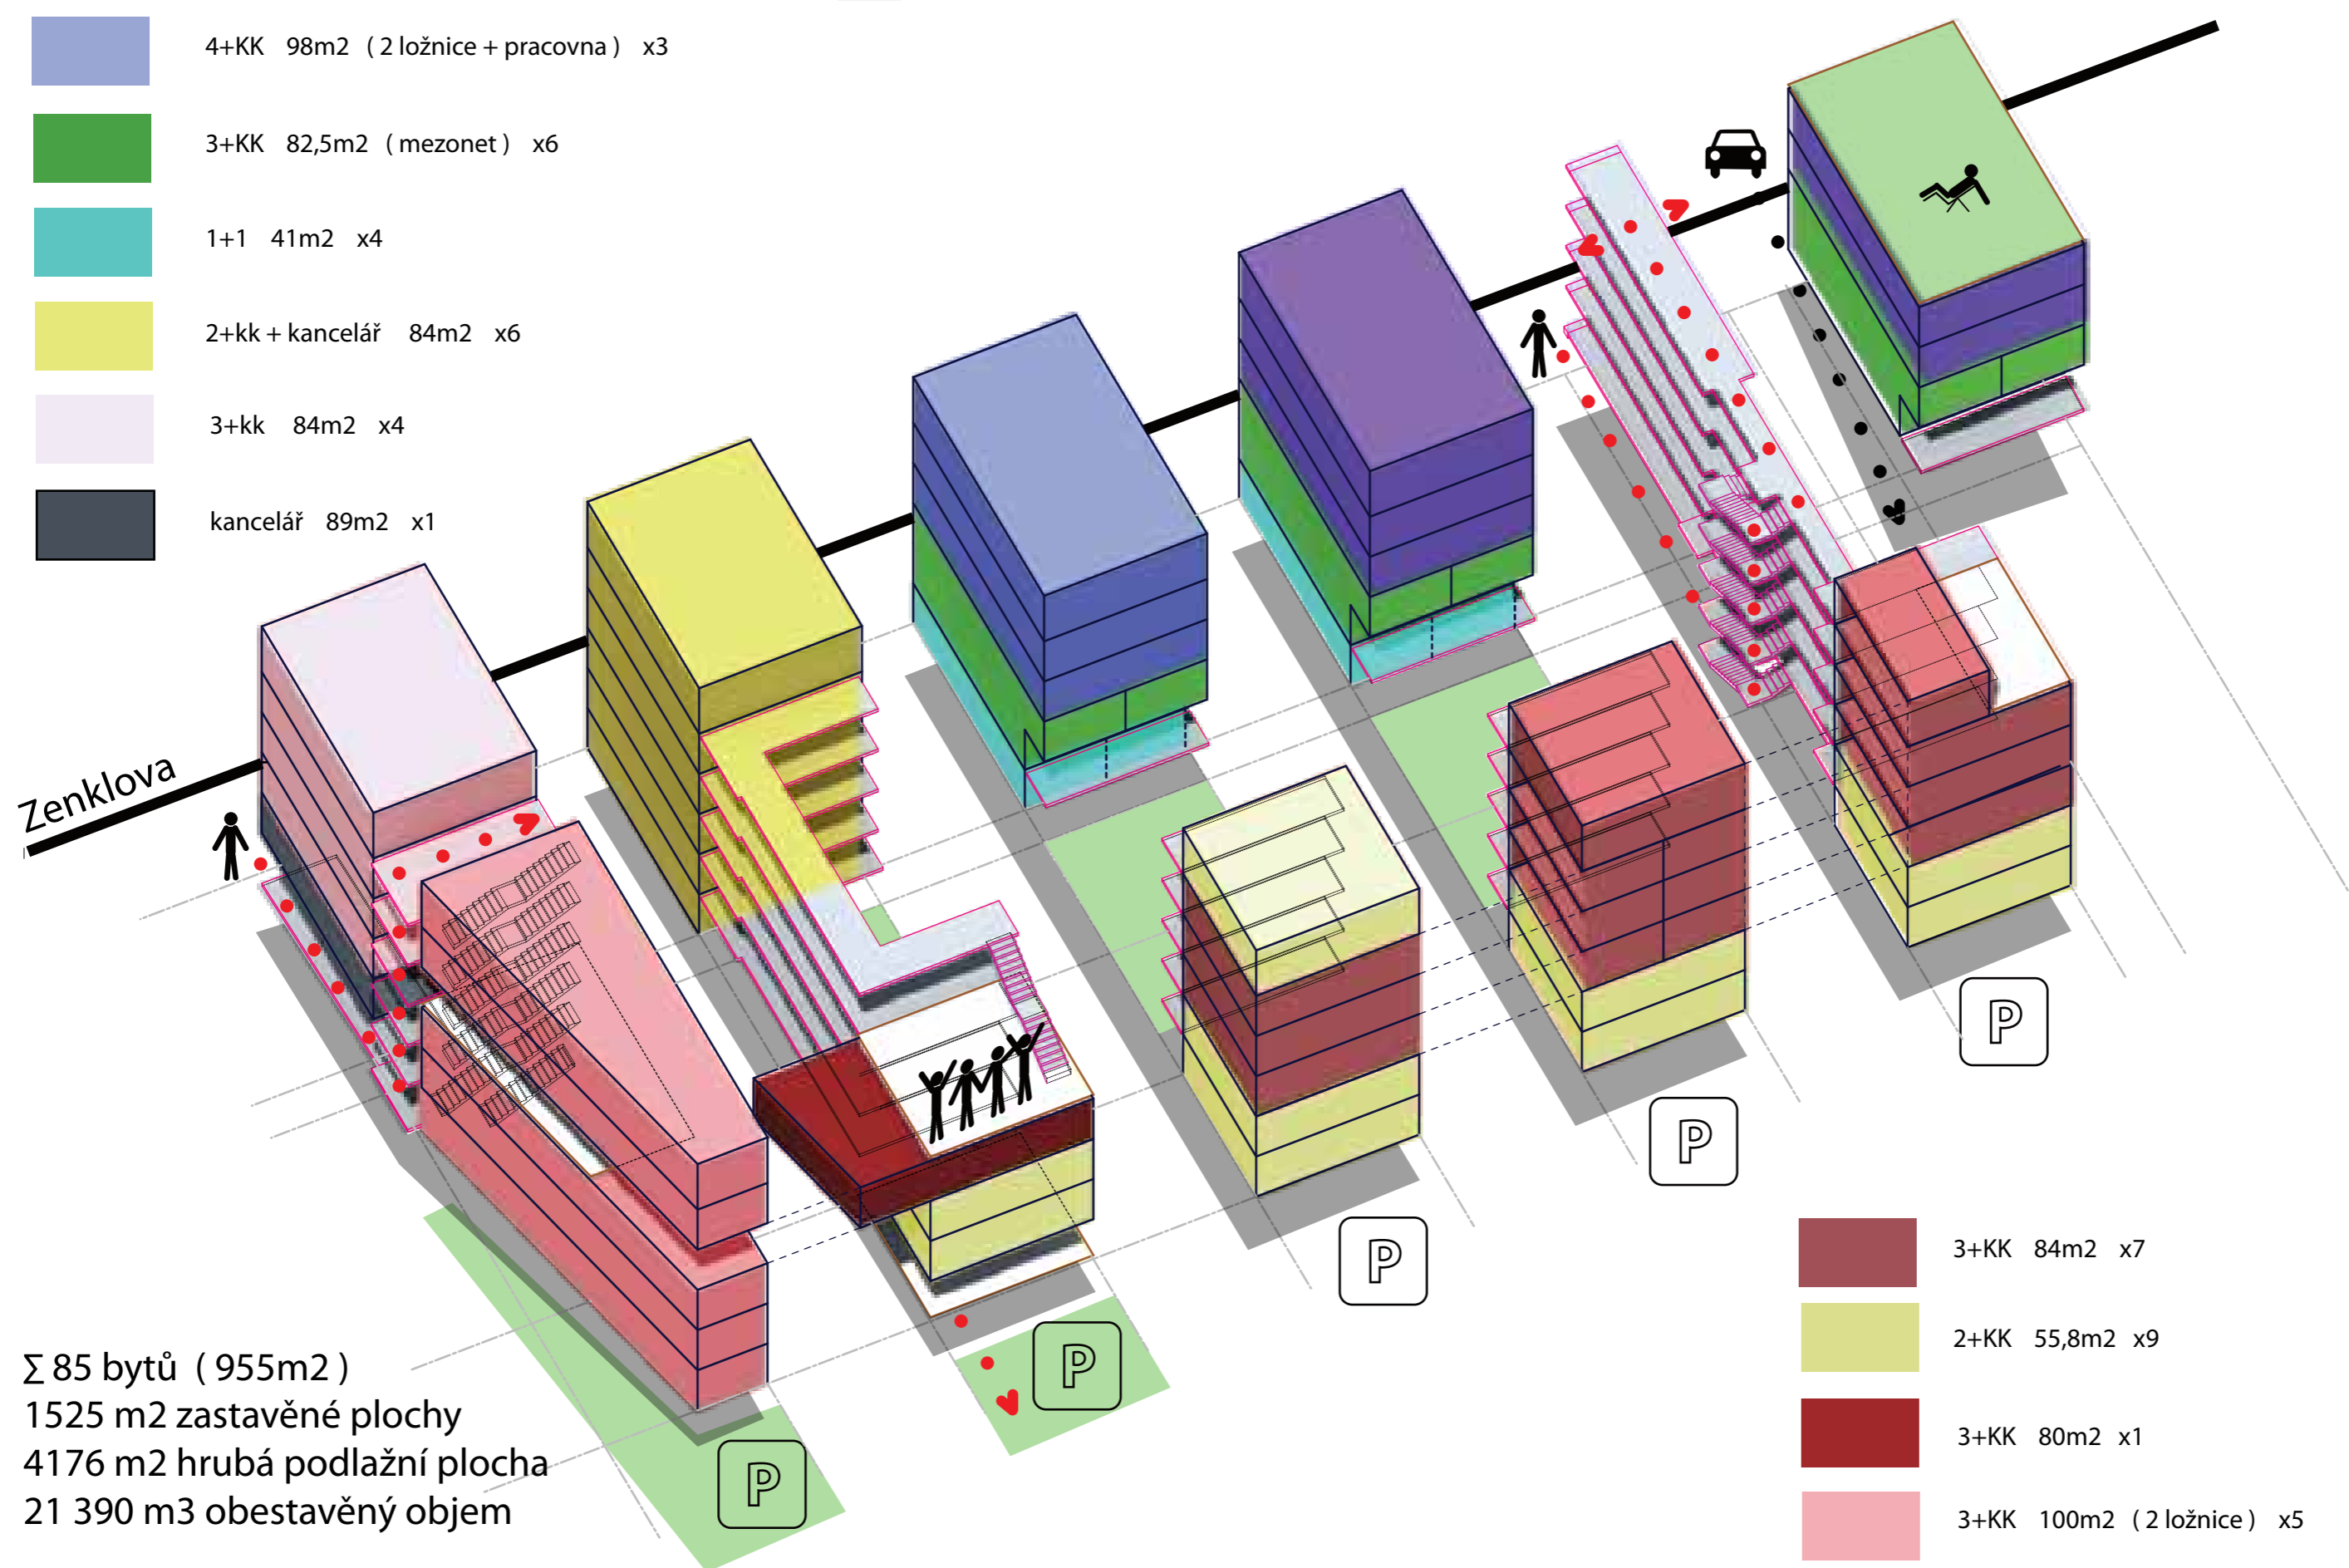 4+KK 98m2 ( 2 ložnice + pracovna ) x3
3+KK 82,5m2 ( mezonet ) x6
1+1 41m2 x4
2+kk + kancelář 84m2 x6
3+kk 84m2 x4
kancelář 89m2 x1
Zenklova
P
P
P
P
P
3+KK 84m2 x7
2+KK 55,8m2 x9
3+KK 80m2 x1
3+KK 100m2 ( 2 ložnice ) x5
Σ 85 bytů ( 955m2 )
1525 m2 zastavěné plochy
4176 m2 hrubá podlažní plocha
21 390 m3 obestavěný objem